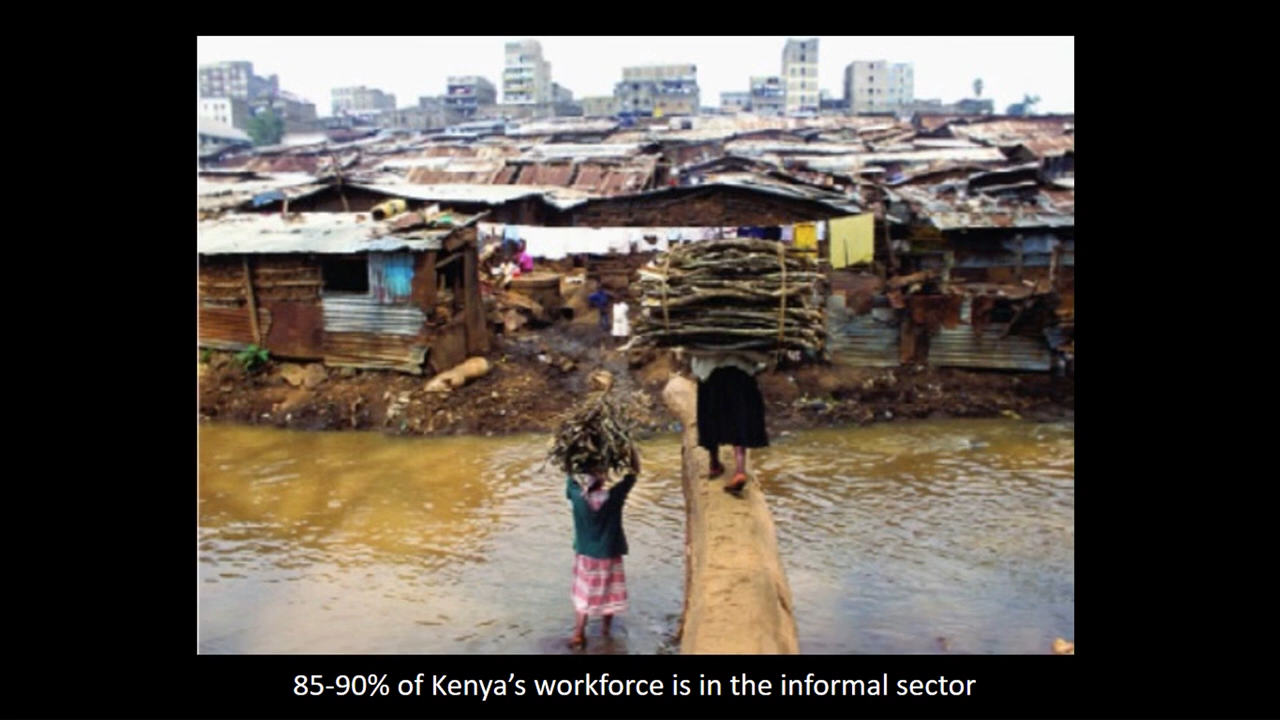 85-90% of Kenya’s workforce is in the informal sector